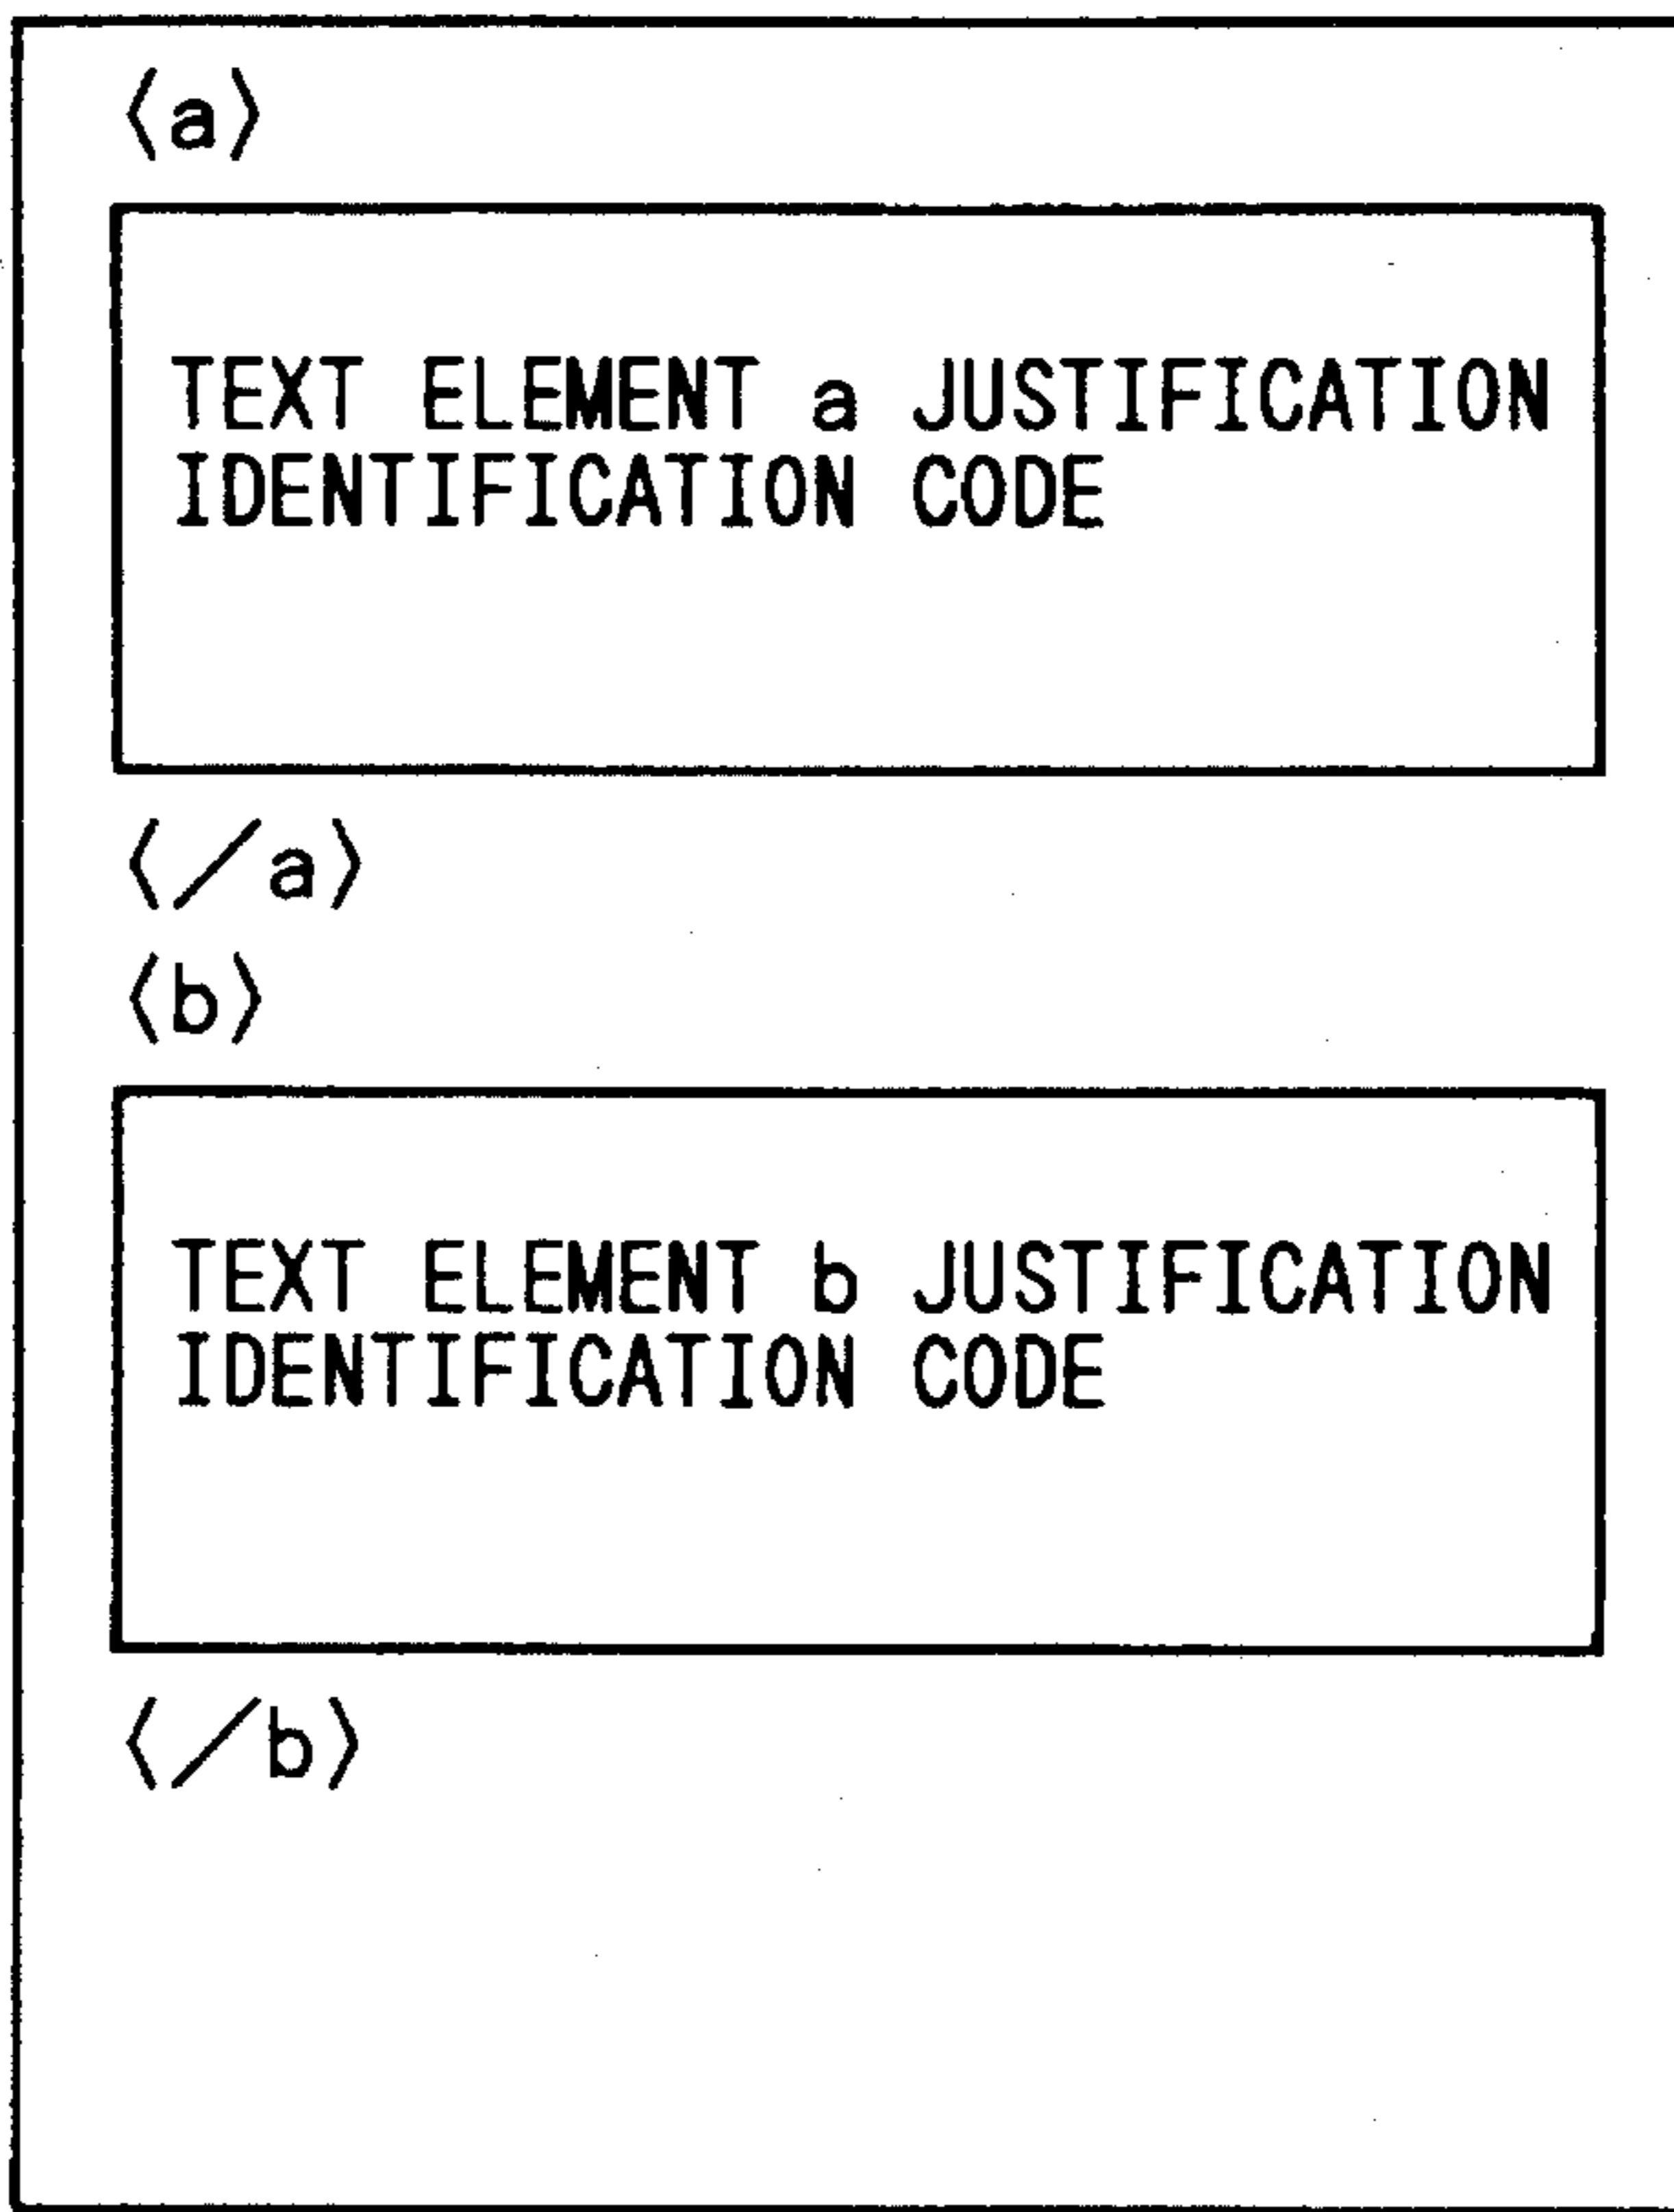 〈a〉
TEXT ELEMENT a JUSTIFICATION
IDENTIFICATION CODE
〈/a〉
〈b〉
TEXT ELEMENT b JUSTIFICATION
IDENTIFICATION CODE
〈/b〉